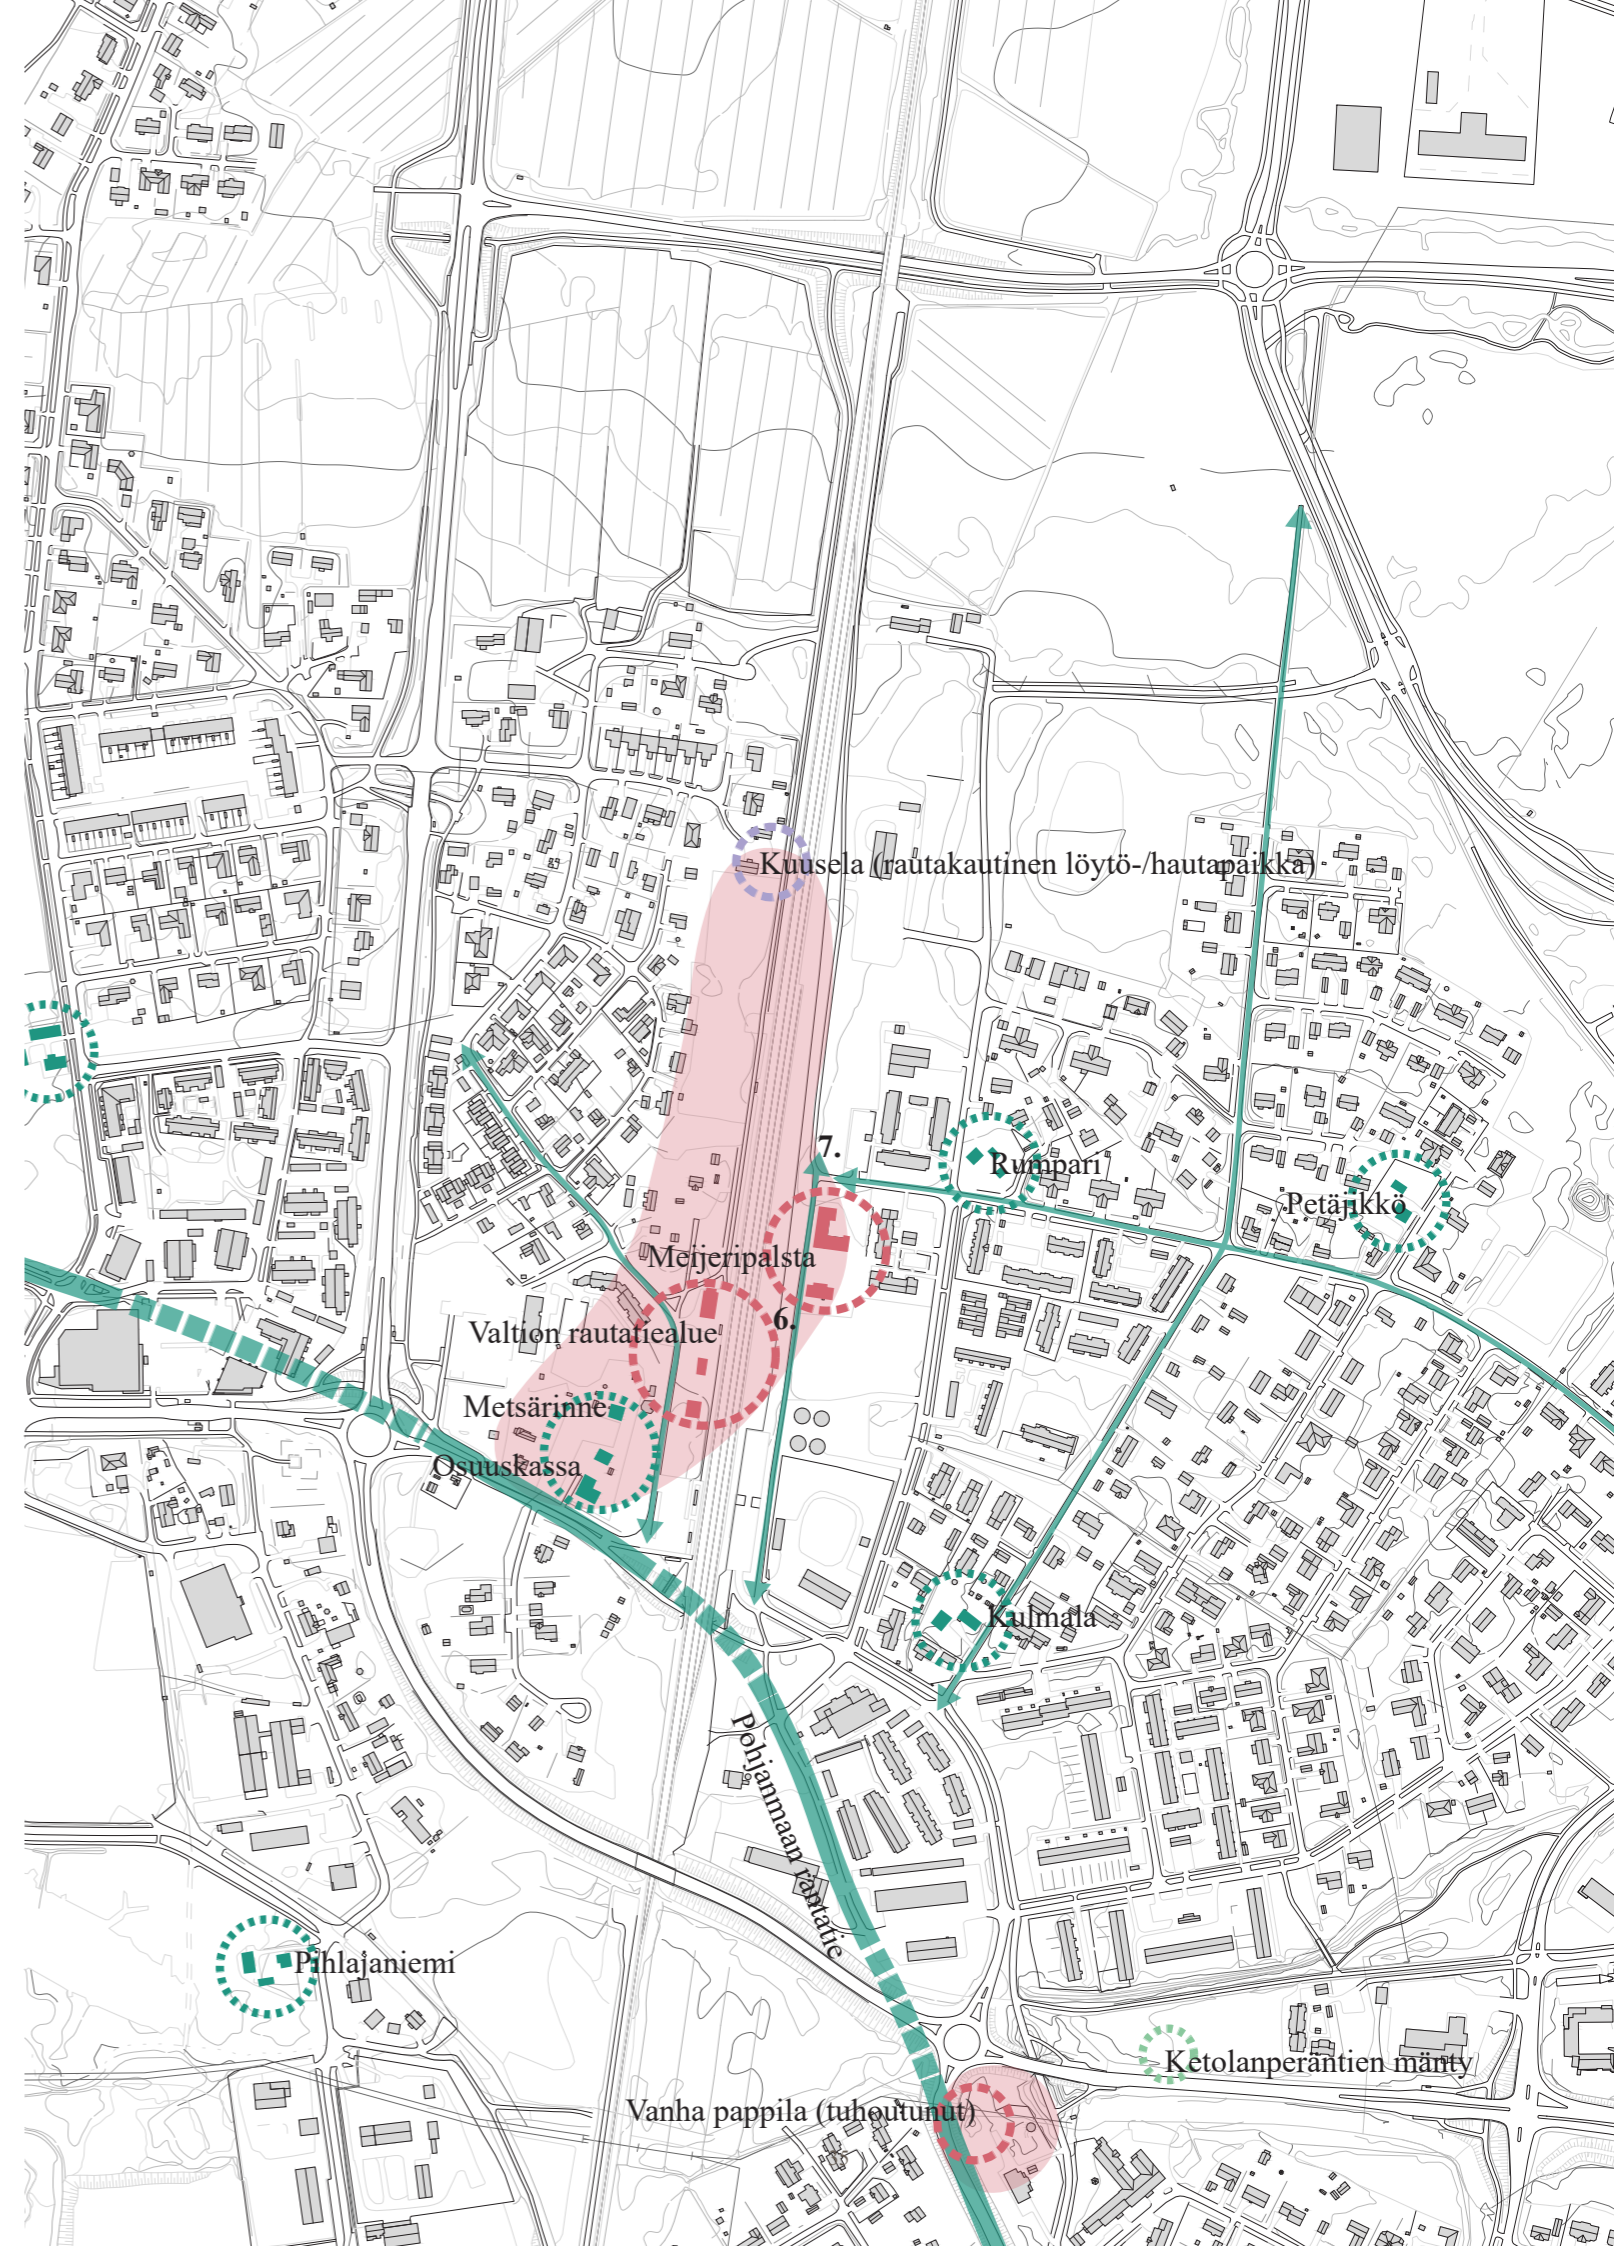 Kuusela (rautakautinen löytö-/hautapaikka)
7.
Rumpari
Petäjikkö
Meijeripalsta
6.
Valtion rautatiealue
Metsärinne
Osuuskassa
Kulmala
Pohjanmaan rantatie
Pihlajaniemi
Ketolanperäntien mänty
Vanha pappila (tuhoutunut)